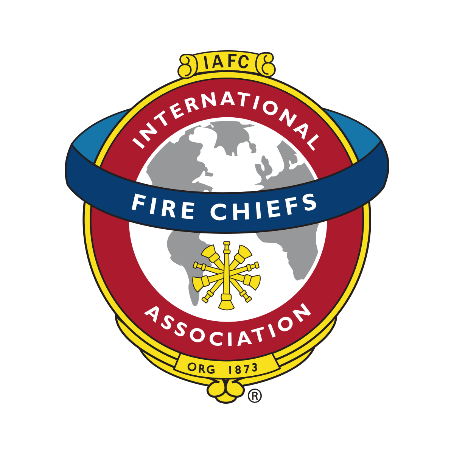 IAFC
INTERNATIONAL
FIRE CHIEFS
ASSOCIATION
ORG 1873
®